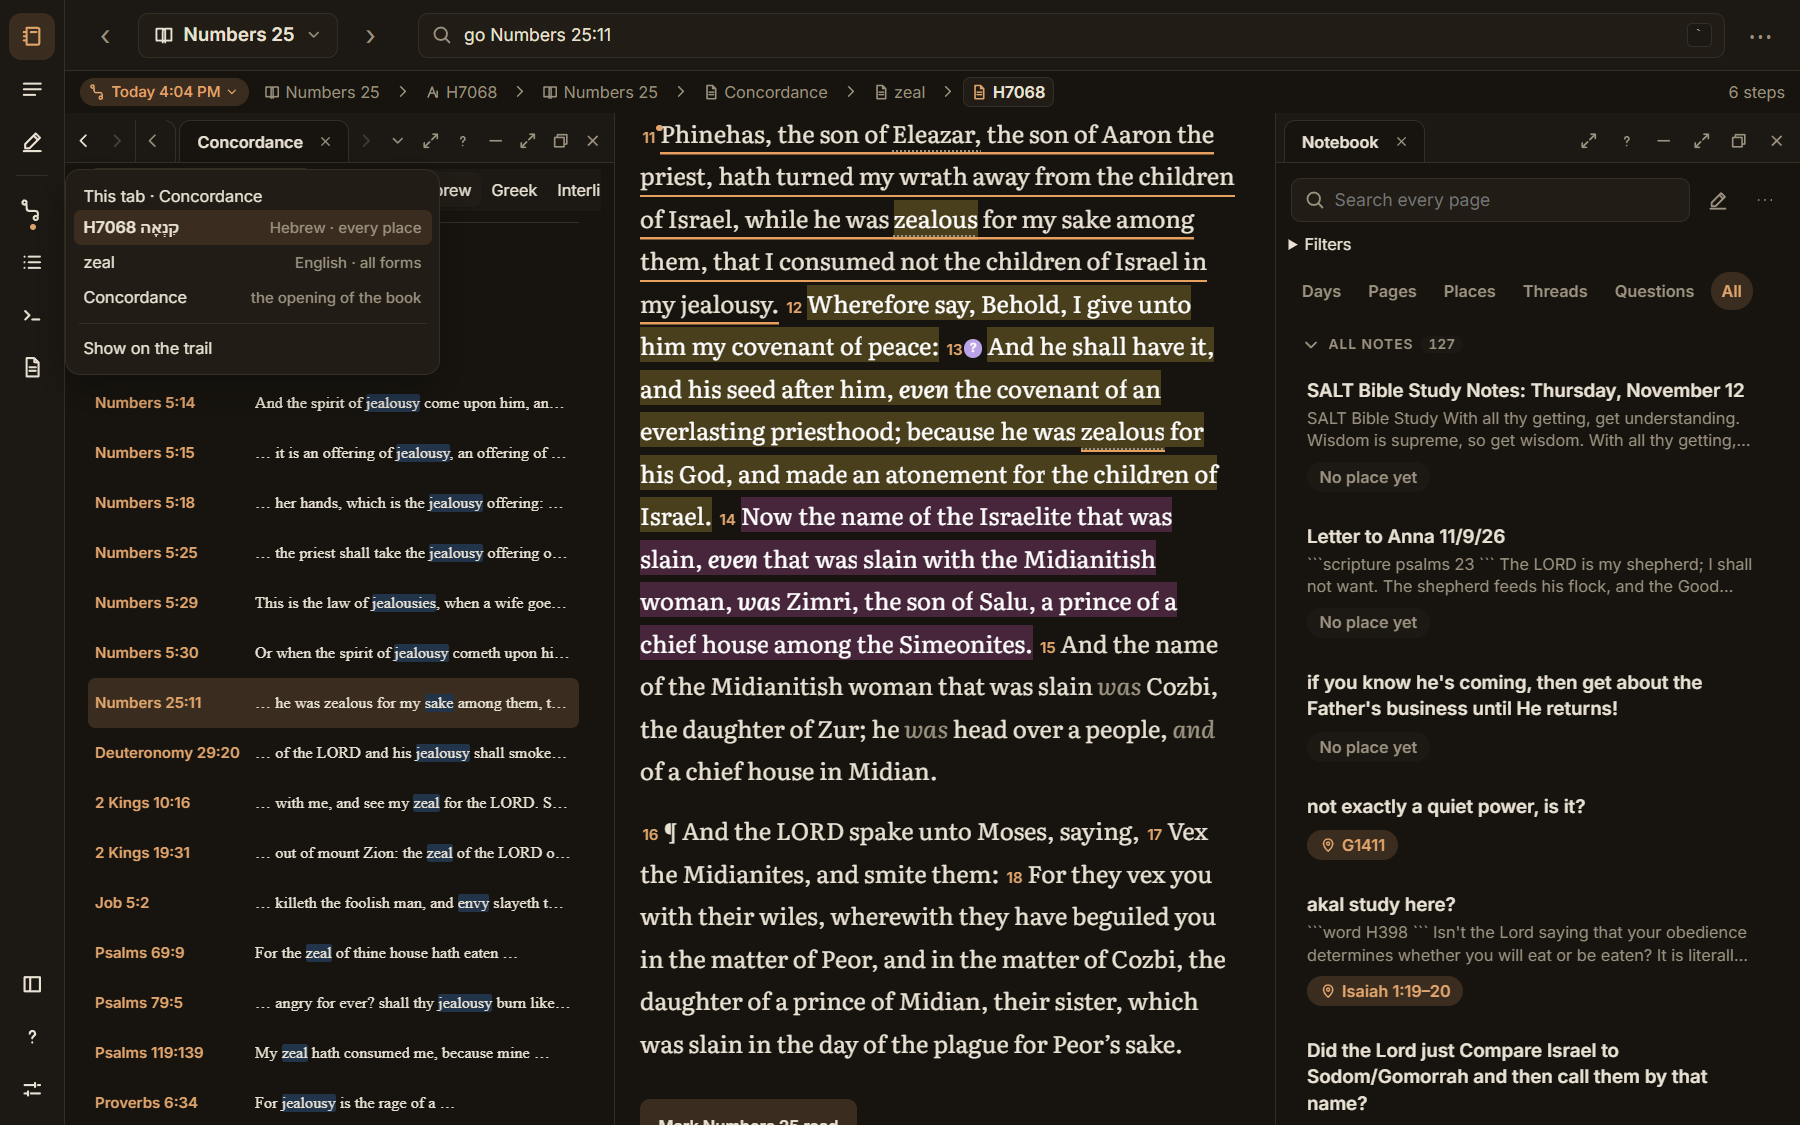 Numbers 25
go Numbers 25:11
`
Today 4:04 PM
Numbers 25
H7068
Numbers 25
Concordance
zeal
H7068
6 steps
Concordance
This tab · Concordance
H7068 קִנְאָה
Hebrew · every place
zeal
English · all forms
Concordance
the opening of the book
Show on the trail
brew
Greek
Interli
Numbers 5:14
And the spirit of jealousy come upon him, an…
Numbers 5:15
… it is an offering of jealousy, an offering of …
Numbers 5:18
… her hands, which is the jealousy offering: …
Numbers 5:25
… the priest shall take the jealousy offering o…
Numbers 5:29
This is the law of jealousies, when a wife goe…
Numbers 5:30
Or when the spirit of jealousy cometh upon hi…
Numbers 25:11
… he was zealous for my sake among them, t…
Deuteronomy 29:20
… of the LORD and his jealousy shall smoke…
2 Kings 10:16
… with me, and see my zeal for the LORD. S…
2 Kings 19:31
… out of mount Zion: the zeal of the LORD o…
Job 5:2
… killeth the foolish man, and envy slayeth t…
Psalms 69:9
For the zeal of thine house hath eaten …
Psalms 79:5
… angry for ever? shall thy jealousy burn like…
Psalms 119:139
My zeal hath consumed me, because mine …
Proverbs 6:34
For jealousy is the rage of a …
11 Phinehas, the son of Eleazar, the son of Aaron the
priest, hath turned my wrath away from the children
of Israel, while he was zealous for my sake among
them, that I consumed not the children of Israel in
my jealousy. 12 Wherefore say, Behold, I give unto
him my covenant of peace: 13 ? And he shall have it,
and his seed after him, even the covenant of an
everlasting priesthood; because he was zealous for
his God, and made an atonement for the children of
Israel. 14 Now the name of the Israelite that was
slain, even that was slain with the Midianitish
woman, was Zimri, the son of Salu, a prince of a
chief house among the Simeonites. 15 And the name
of the Midianitish woman that was slain was Cozbi,
the daughter of Zur; he was head over a people, and
of a chief house in Midian.
16 ¶ And the LORD spake unto Moses, saying, 17 Vex
the Midianites, and smite them: 18 For they vex you
with their wiles, wherewith they have beguiled you
in the matter of Peor, and in the matter of Cozbi, the
daughter of a prince of Midian, their sister, which
was slain in the day of the plague for Peor’s sake.
Mark Numbers 25 read
Notebook
Search every page
Filters
Days
Pages
Places
Threads
Questions
All
ALL NOTES 127
SALT Bible Study Notes: Thursday, November 12
SALT Bible Study With all thy getting, get understanding.
Wisdom is supreme, so get wisdom. With all thy getting,...
No place yet
Letter to Anna 11/9/26
```scripture psalms 23 ``` The LORD is my shepherd; I shall
not want. The shepherd feeds his flock, and the Good...
No place yet
if you know he's coming, then get about the
Father's business until He returns!
No place yet
not exactly a quiet power, is it?
G1411
akal study here?
```word H398 ``` Isn't the Lord saying that your obedience
determines whether you will eat or be eaten? It is literall...
Isaiah 1:19–20
Did the Lord just Compare Israel to
Sodom/Gomorrah and then call them by that
name?